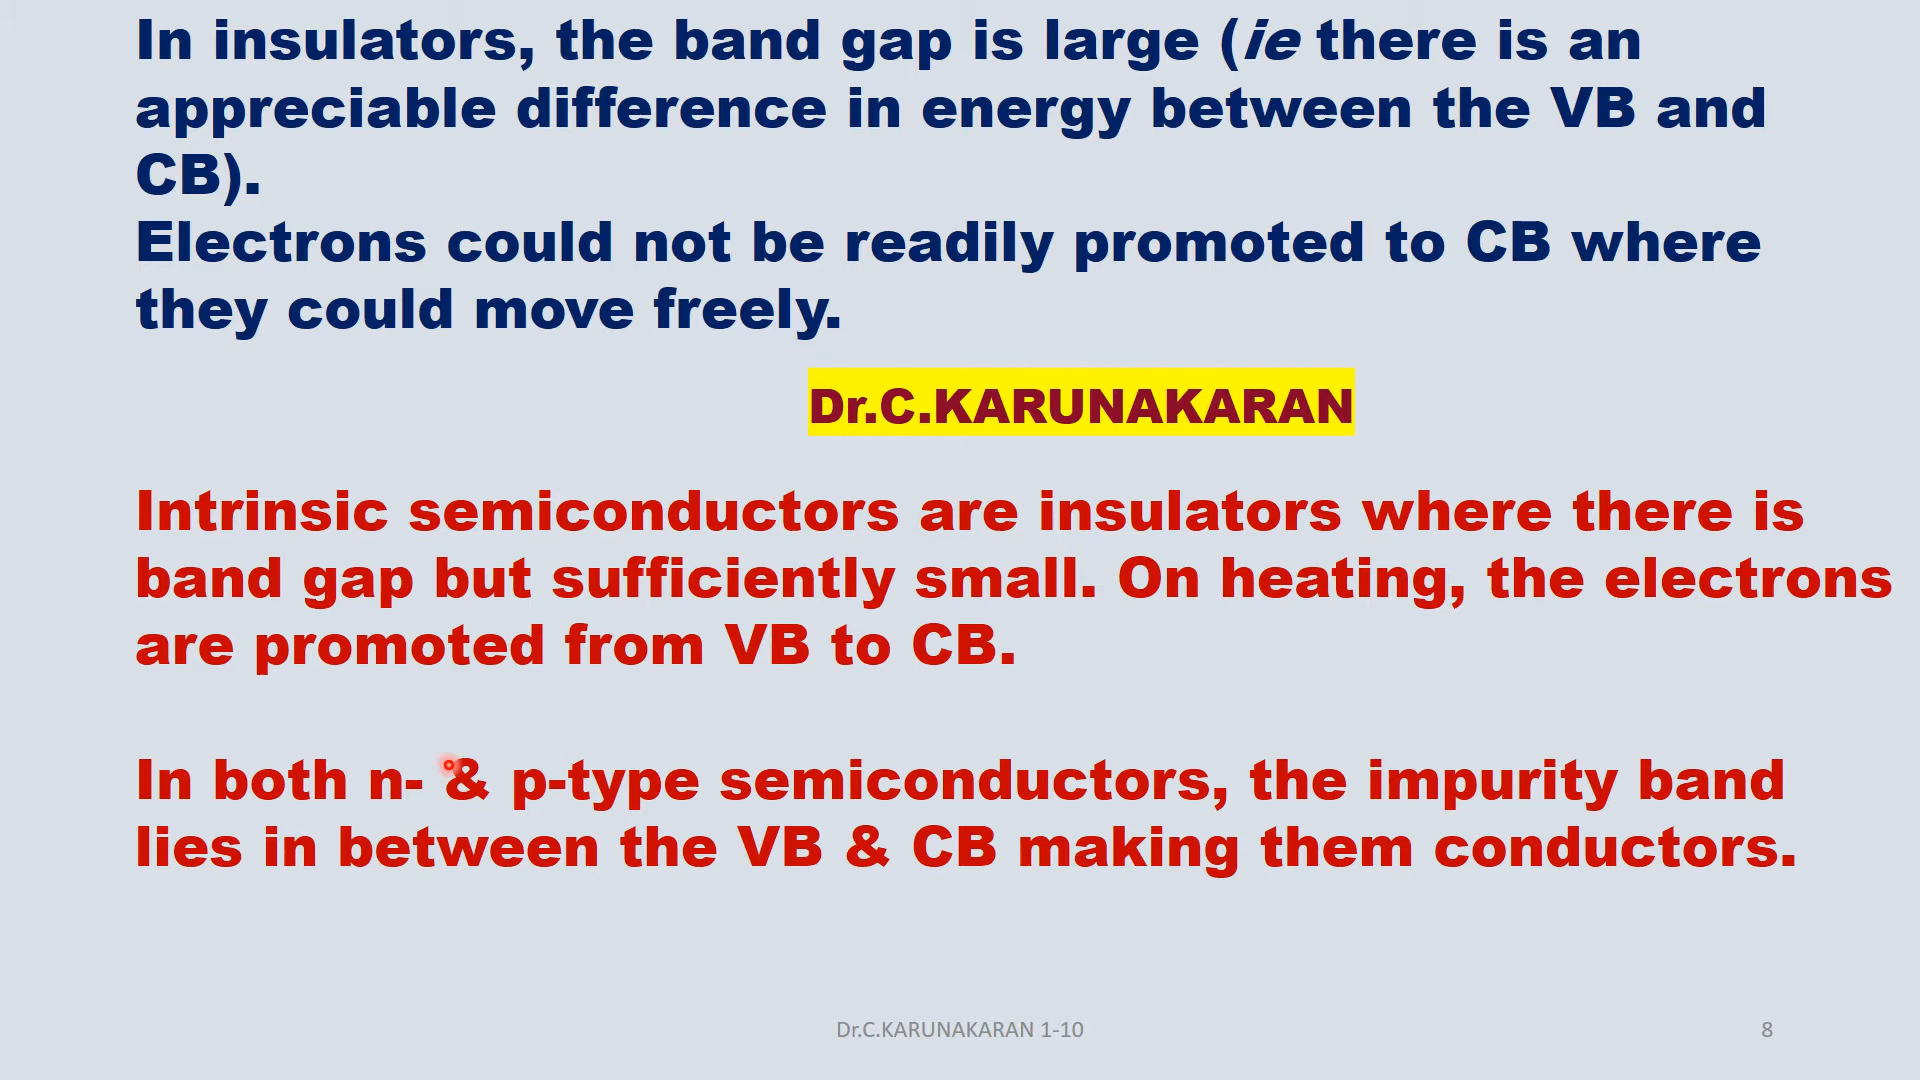 In insulators, the band gap is large (ie there is an
appreciable difference in energy between the VB and
CB).
Electrons could not be readily promoted to CB where
they could move freely.
Dr.C.KARUNAKARAN
Intrinsic semiconductors are insulators where there is
band gap but sufficiently small. On heating, the electrons
are promoted from VB to CB.
In both n- & p-type semiconductors, the impurity band
lies in between the VB & CB making them conductors.
Dr.C.KARUNAKARAN 1-10
8